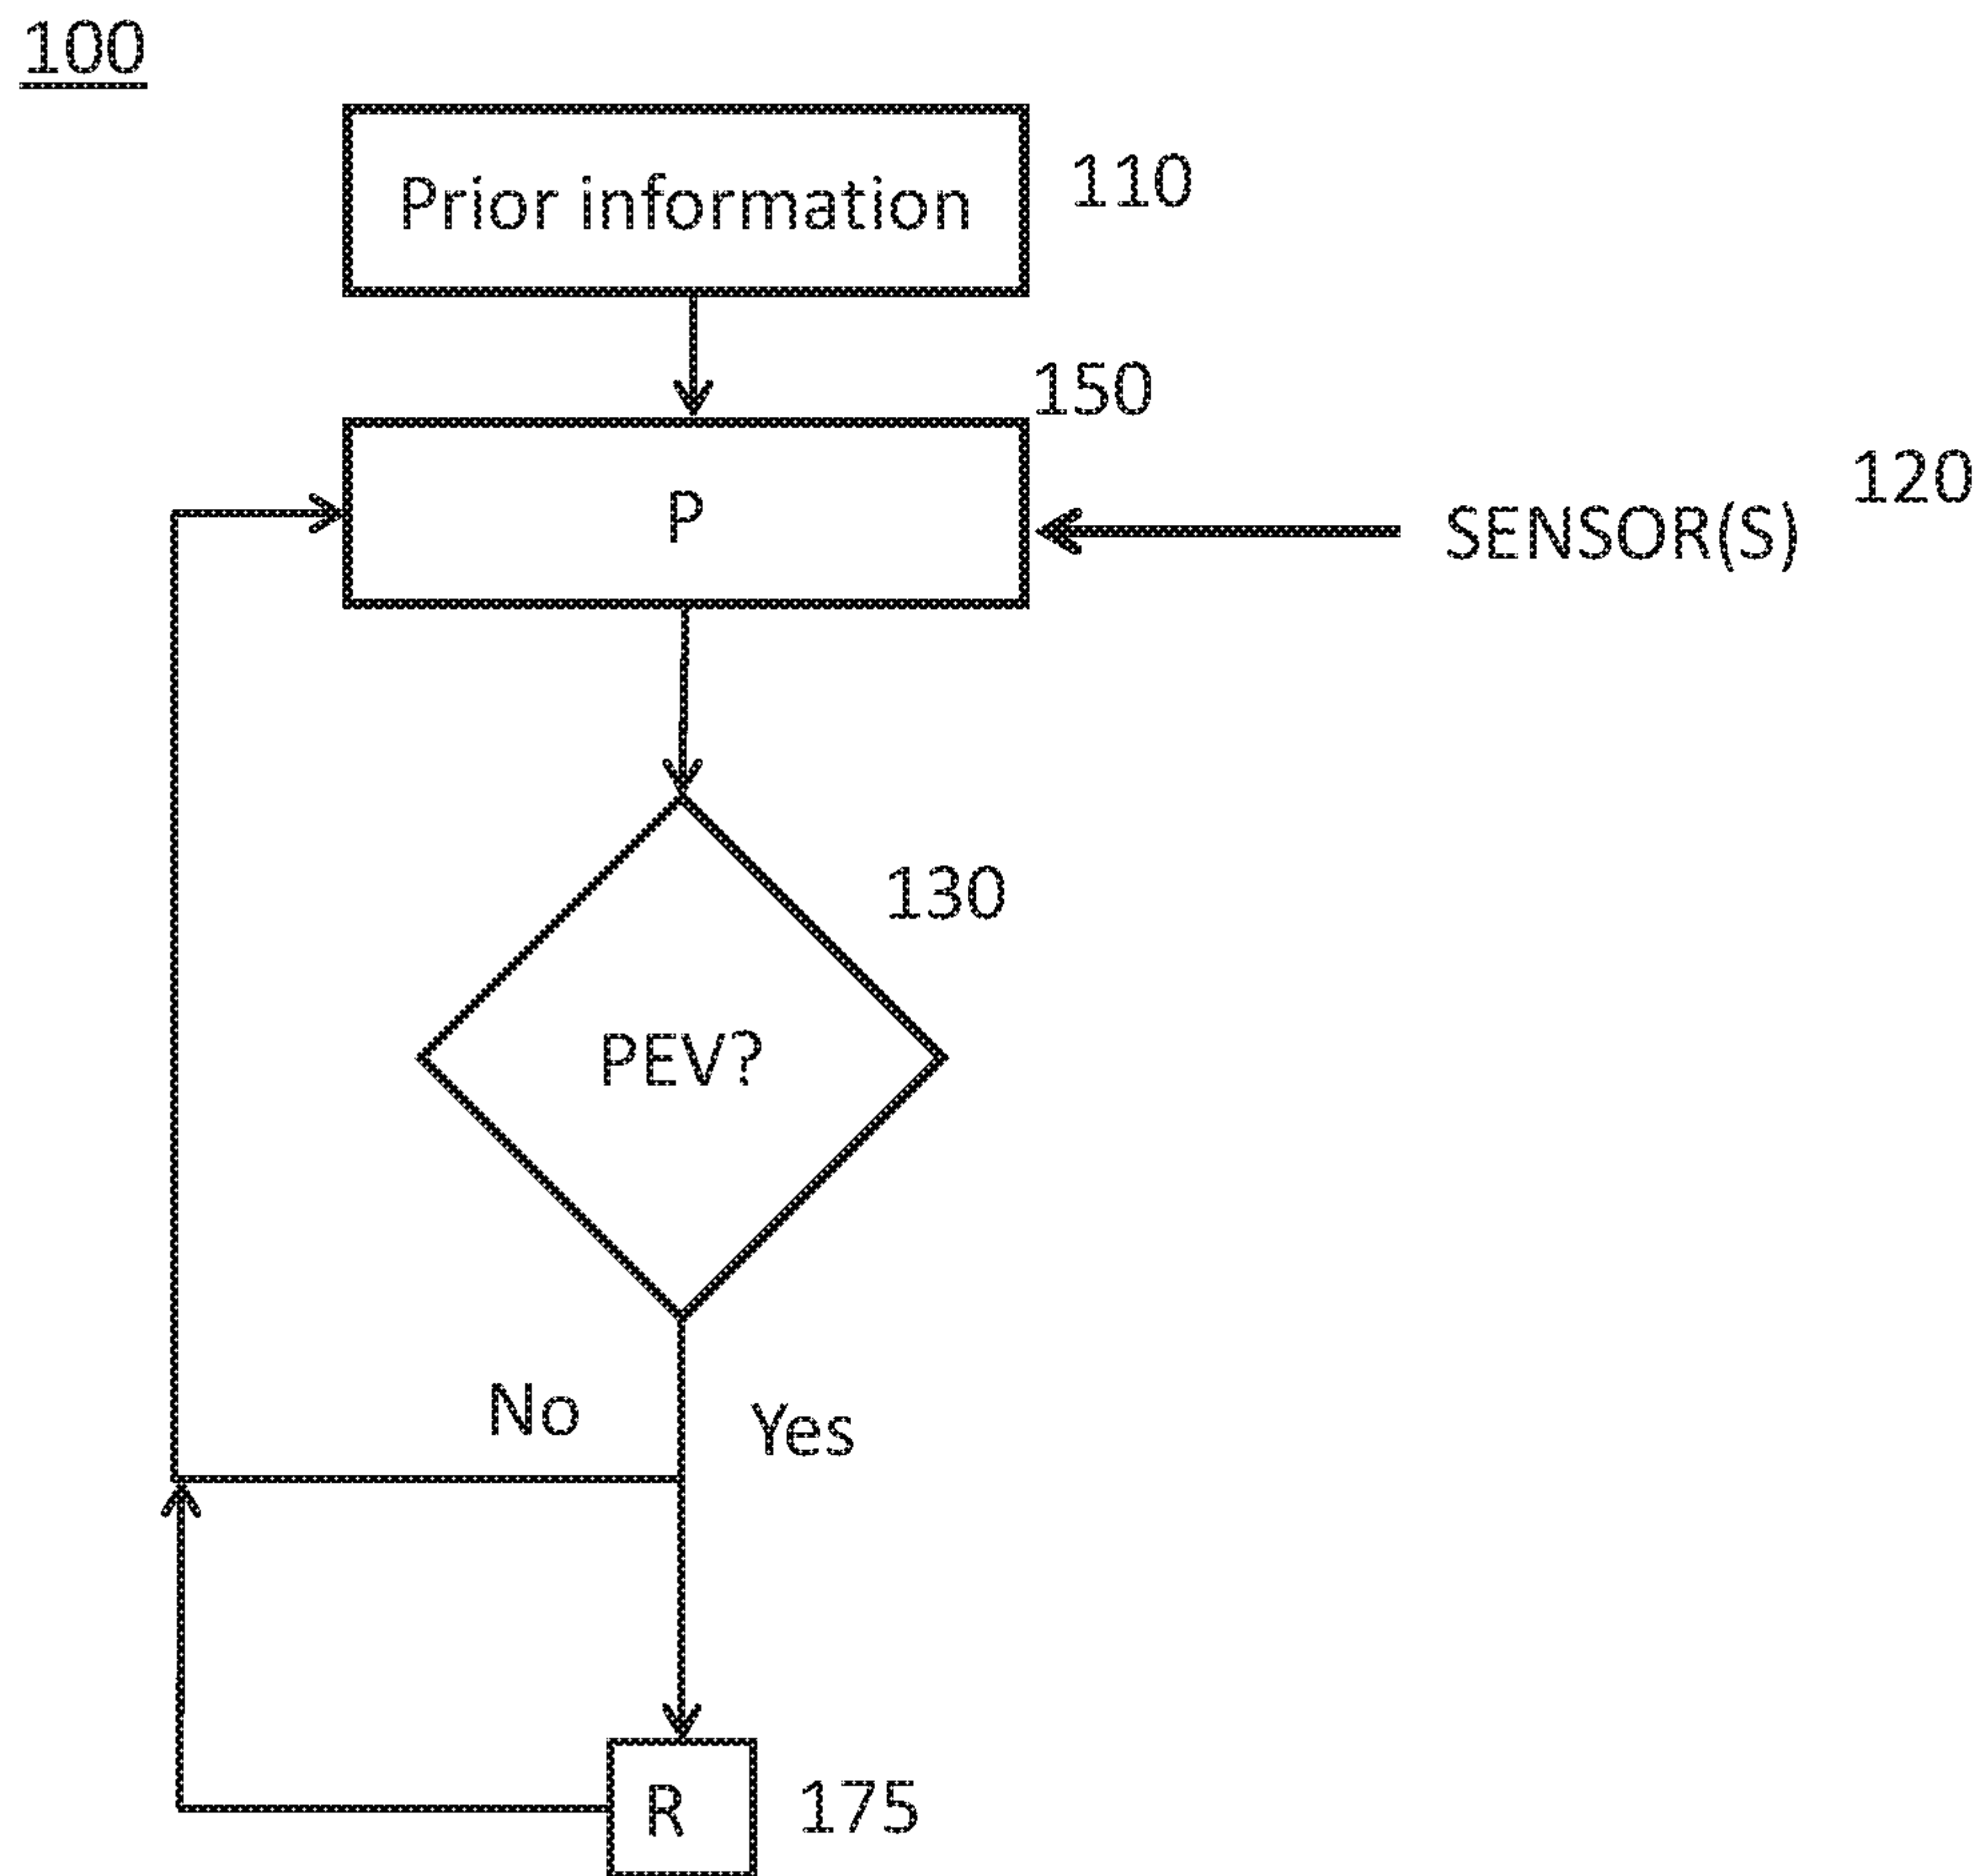 100
Prior information
110
150
P
120
SENSOR(S)
130
PEV?
No
Yes
R
175